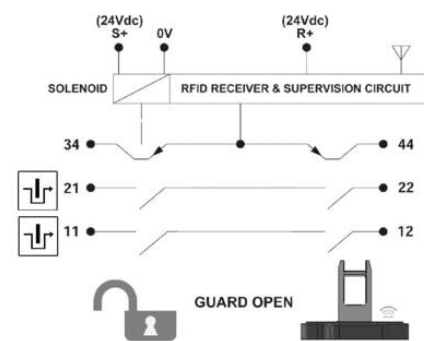 (24Vdc) (24Vdc)
S+ 0V R+
SOLENOID RFID RECEIVER & SUPERVISION CIRCUIT
34 44
21 22
11 12
GUARD OPEN